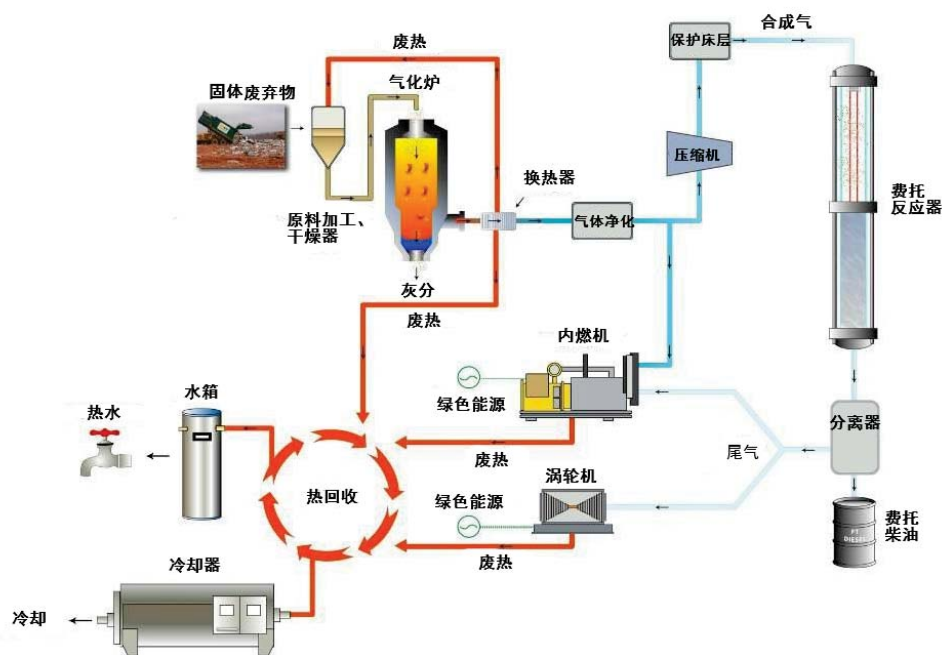 废热
保护床层
合成气
固体废弃物
气化炉
压缩机
换热器
费托
反应器
原料加工、
干燥器
气体净化
灰分
废热
内燃机
水箱
绿色能源
热水
分离器
尾气
废热
涡轮机
热回收
绿色能源
费托
柴油
FT
DIESEL
废热
冷却器
冷却